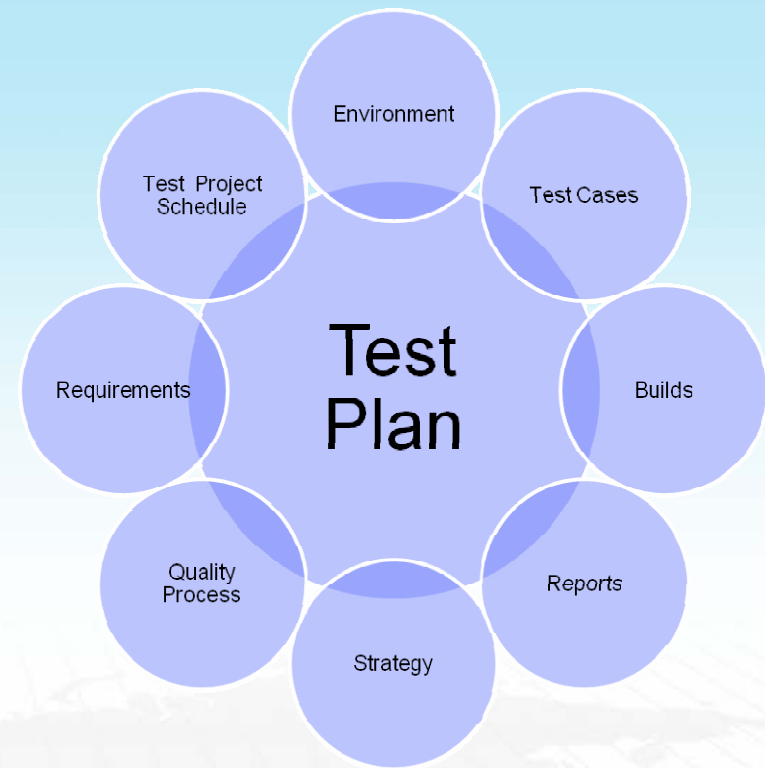 Environment
Test Project
Schedule
Test Cases
Requirements
Test
Plan
Builds
Quality
Process
Reports
Strategy